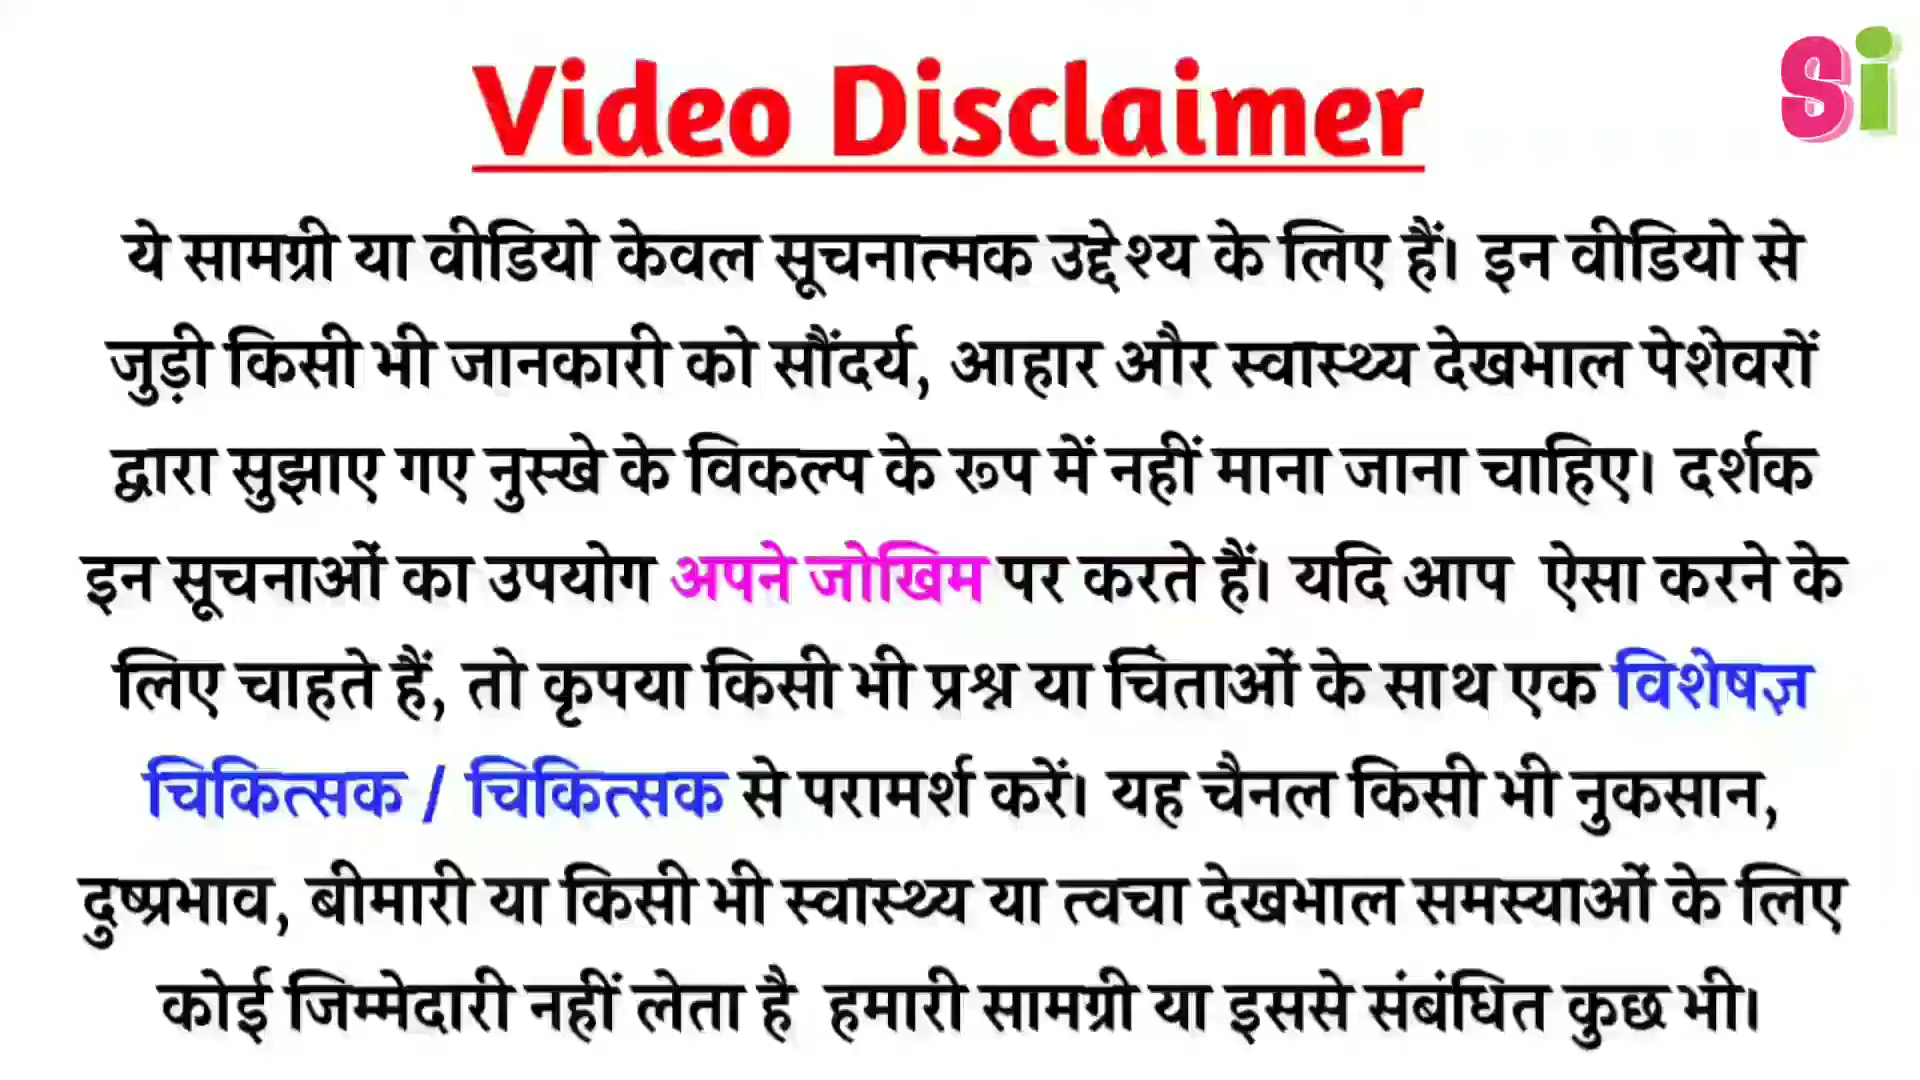 Video Disclaimer
Si
ये सामग्री या वीडियो केवल सूचनात्मक उद्देश्य के लिए हैं। इन वीडियो से
जुड़ी किसी भी जानकारी को सौंदर्य, आहार और स्वास्थ्य देखभाल पेशेवरों
द्वारा सुझाए गए नुस्खे के विकल्प के रूप में नहीं माना जाना चाहिए। दर्शक
इन सूचनाओं का उपयोग अपने जोखिम पर करते हैं। यदि आप ऐसा करने के
लिए चाहते हैं, तो कृपया किसी भी प्रश्न या चिंताओं के साथ एक विशेषज्ञ
चिकित्सक / चिकित्सक से परामर्श करें। यह चैनल किसी भी नुकसान,
दुष्प्रभाव, बीमारी या किसी भी स्वास्थ्य या त्वचा देखभाल समस्याओं के लिए
कोई जिम्मेदारी नहीं लेता है हमारी सामग्री या इससे संबंधित कुछ भी।